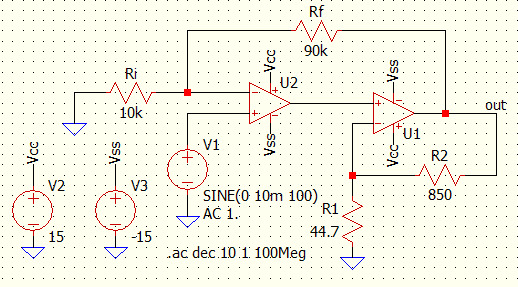 Rf
90k
Vcc
Vss
Ri
10k
U2
out
Vss
Vcc
U1
Vcc
Vss
V1
R2
850
V2
V3
SINE(0 10m 100)
AC 1.
R1
44.7
15
-15
.ac dec 10 1 100Meg